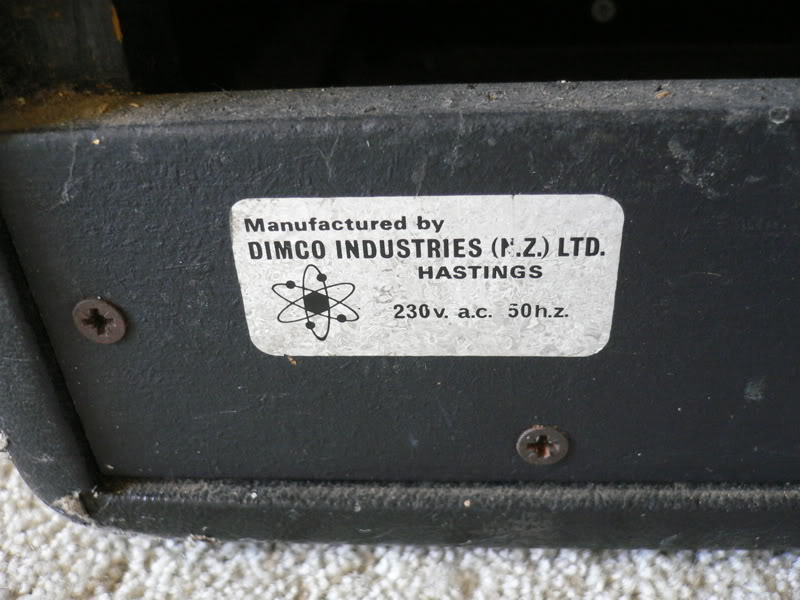 Manufactured by
DIMCO INDUSTRIES (N.Z.) LTD.
HASTINGS
230v. a.c. 50h.z.